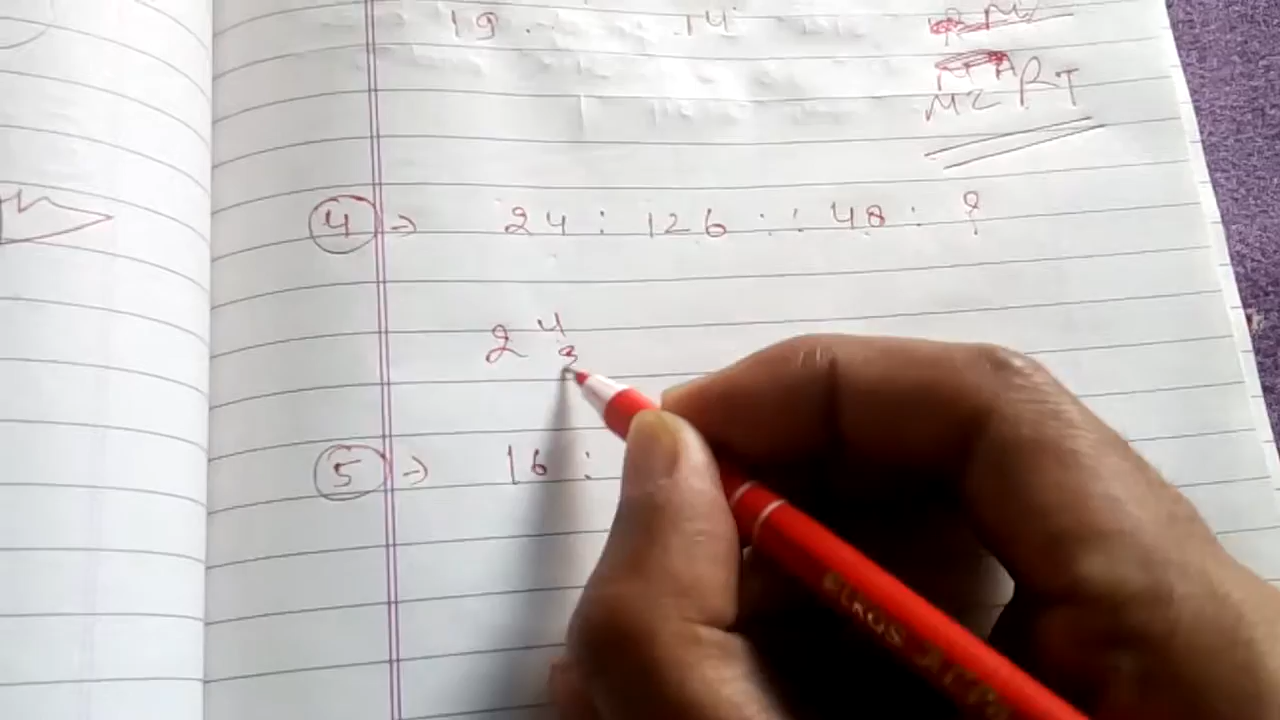 19 14
MZRT
4 → 24 : 126 :: 48 : ?
2 4
3
5 → 16 :